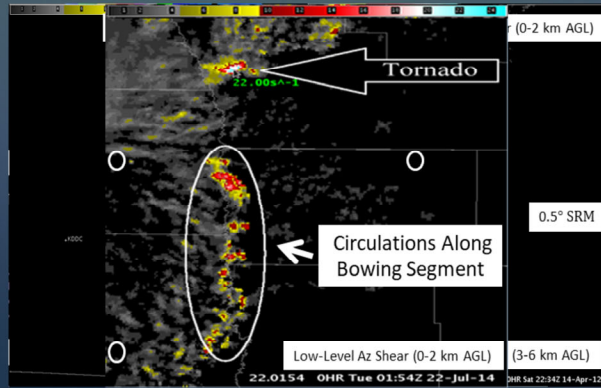 r (0-2 km AGL)
Tornado
22.00s^-1
KDDC
0.5° SRM
Circulations Along
Bowing Segment
Low-Level Az Shear (0-2 km AGL)
(3-6 km AGL)
22.0154 0HR Tue 01:54Z 22-Jul-14
0HR Sat 22:34Z 14-Apr-12